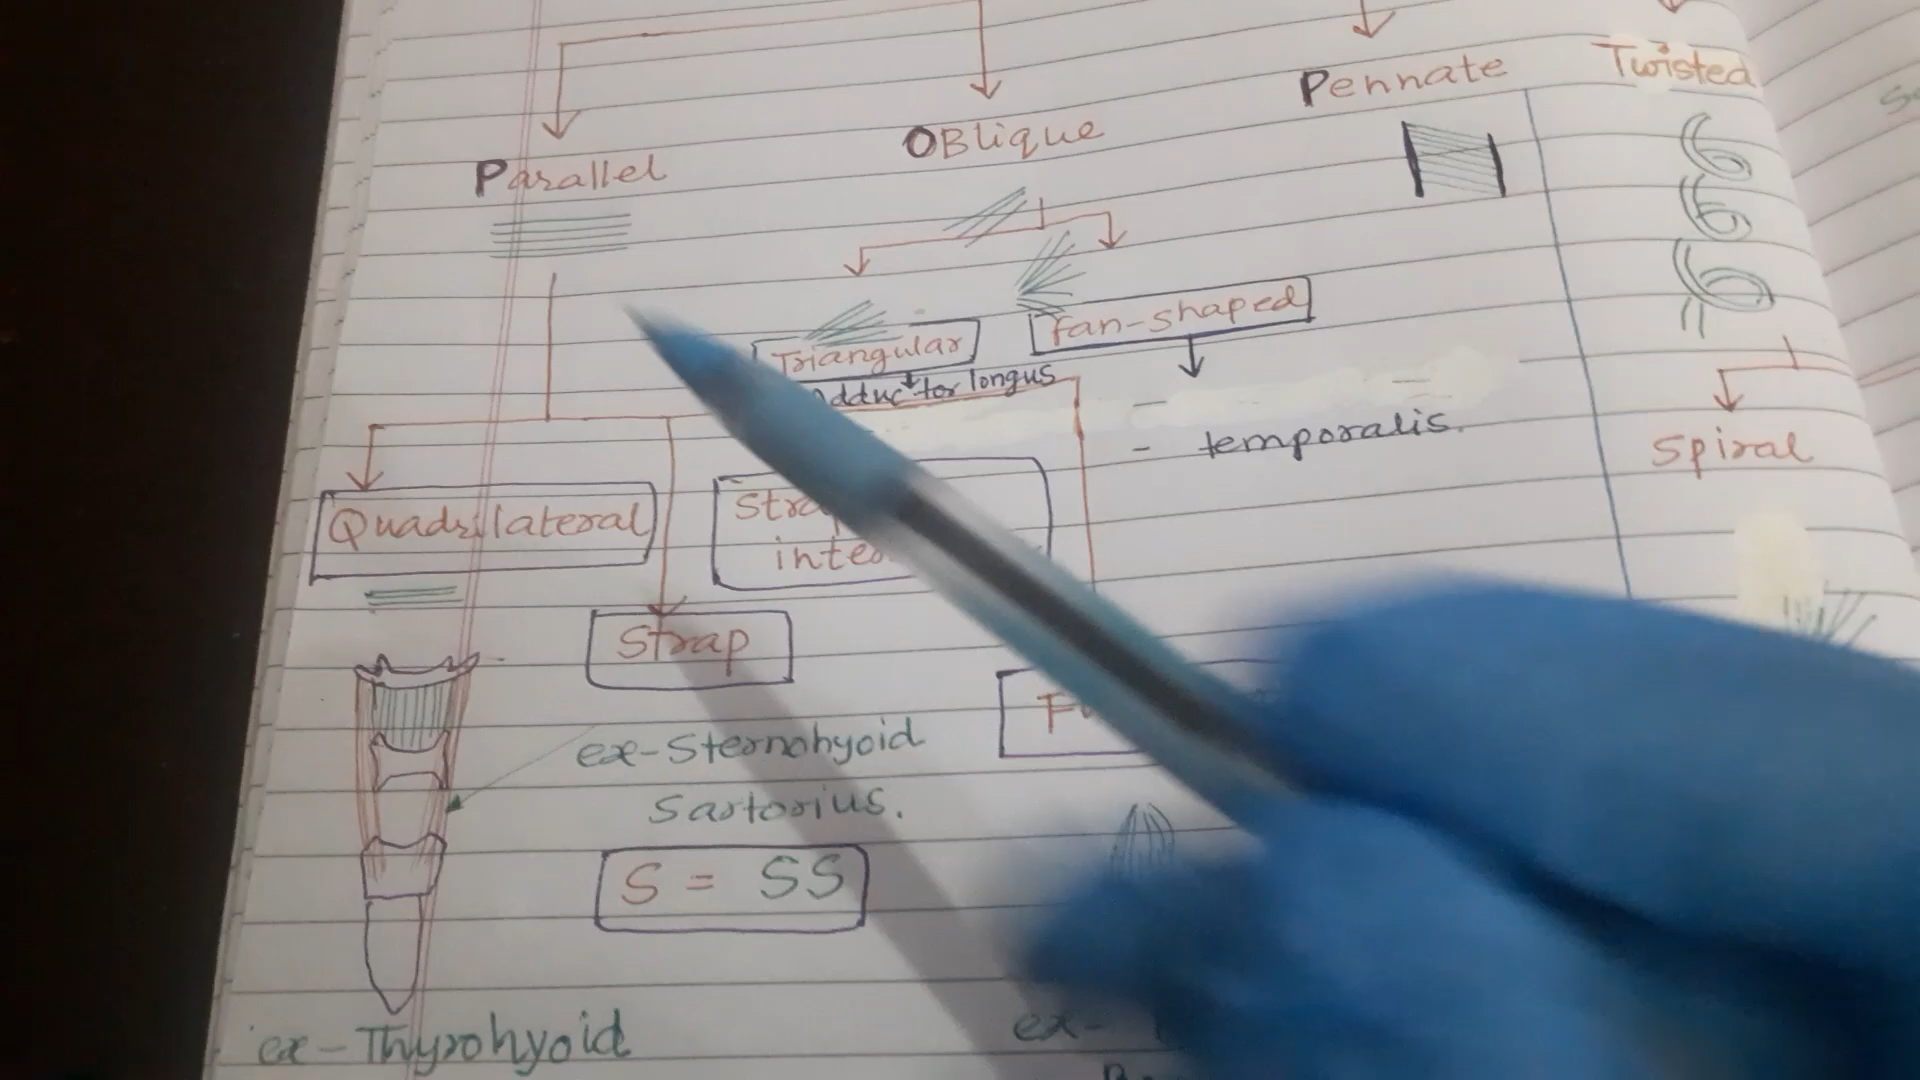 Pennate
Twisted
OBlique
Parallel
fan-shaped
Triangular
Adductor longus
- temporalis.
Spiral
Quadrilateral
Strap
ex-Sternohyoid
Sartorius.
S = SS
ex-
ex-Thyrohyoid